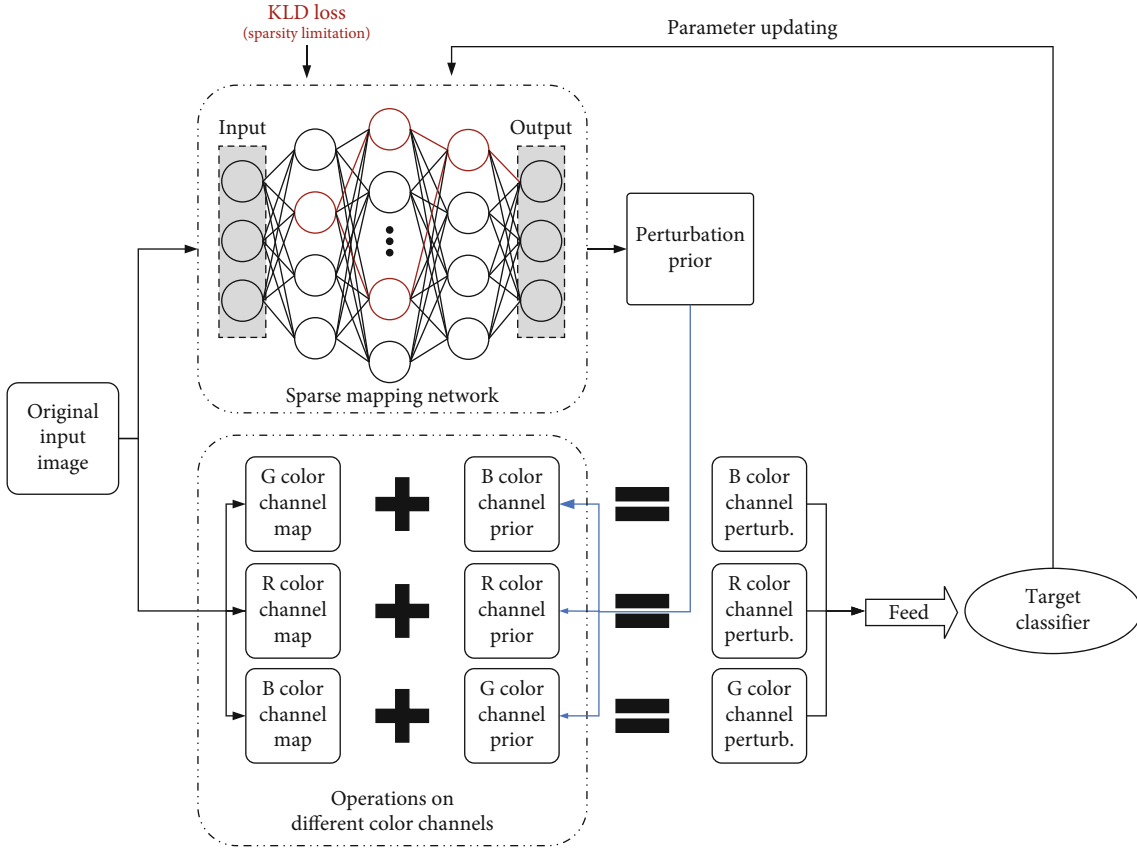 KLD loss
(sparsity limitation)
Parameter updating
Input
Output
Perturbation
prior
Sparse mapping network
Original
input
image
G color
channel
map
B color
channel
prior
B color
channel
perturb.
R color
channel
map
R color
channel
prior
R color
channel
perturb.
Feed
Target
classifier
B color
channel
map
G color
channel
prior
G color
channel
perturb.
Operations on
different color channels